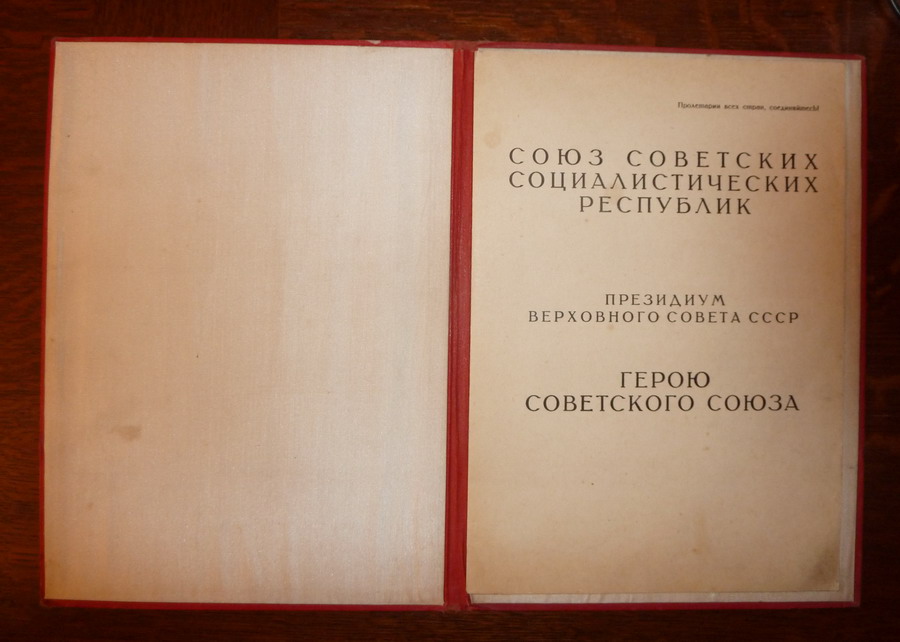 Пролетарии всех стран, соединяйтесь!
СОЮЗ СОВЕТСКИХ
СОЦИАЛИСТИЧЕСКИХ
РЕСПУБЛИК
ПРЕЗИДИУМ
ВЕРХОВНОГО СОВЕТА СССР
ГЕРОЮ
СОВЕТСКОГО СОЮЗА